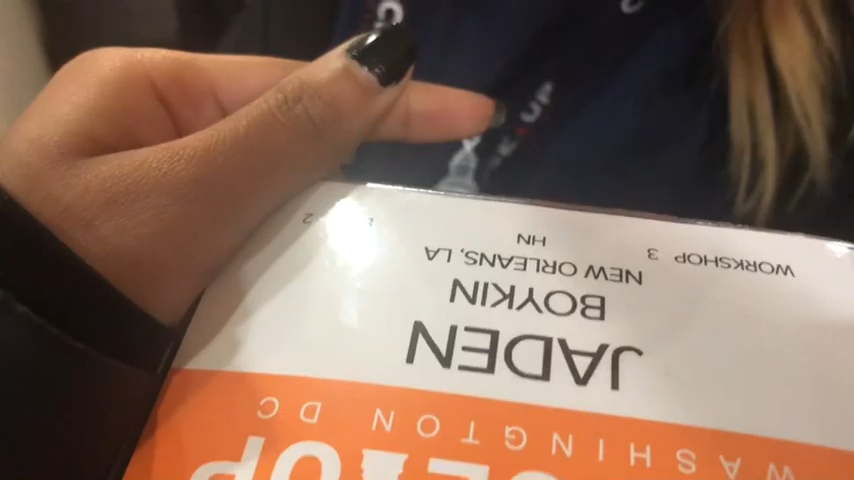 WASHINGTON DC
JADEN
BOYKIN
NEW ORLEANS, LA
WORKSHOP 3
HN